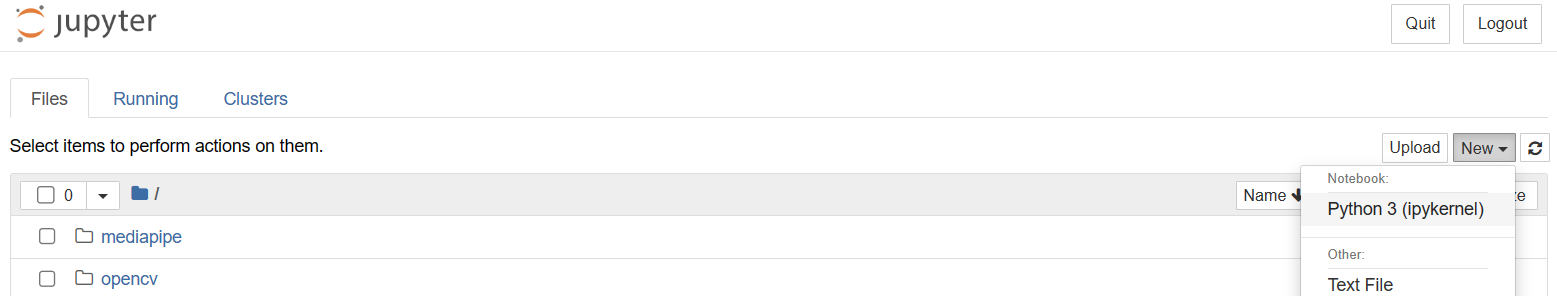 jupyter
Quit Logout
Files Running Clusters
Select items to perform actions on them.
Upload New
Notebook:
0 / Name
Python 3 (ipykernel)
mediapipe
Other:
opencv
Text File